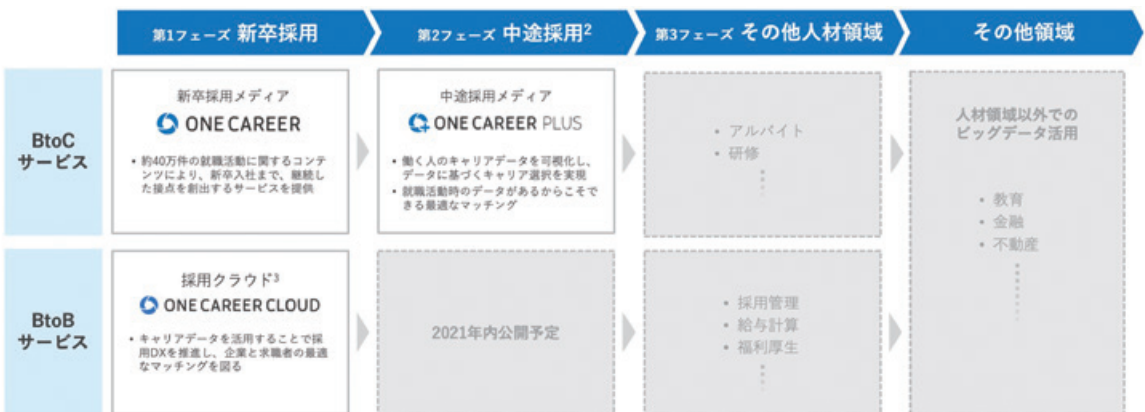 第1フェーズ 新卒採用
第2フェーズ 中途採用2
第3フェーズ その他人材領域
その他領域
BtoC
サービス
新卒採用メディア
ONE CAREER
• 約40万件の就職活動に関するコンテ
ンツにより、新卒入社まで、継続し
た接点を創出するサービスを提供
中途採用メディア
ONE CAREER PLUS
• 働く人のキャリアデータを可視化し、
データに基づくキャリア選択を実現
• 就職活動時のデータがあるからこそで
きる最適なマッチング
• アルバイト
• 研修
人材領域以外での
ビッグデータ活用
• 教育
• 金融
• 不動産
BtoB
サービス
採用クラウド3
ONE CAREER CLOUD
• キャリアデータを活用することで採
用DXを推進し、企業と求職者の最適
なマッチングを図る
2021年内公開予定
• 採用管理
• 給与計算
• 福利厚生